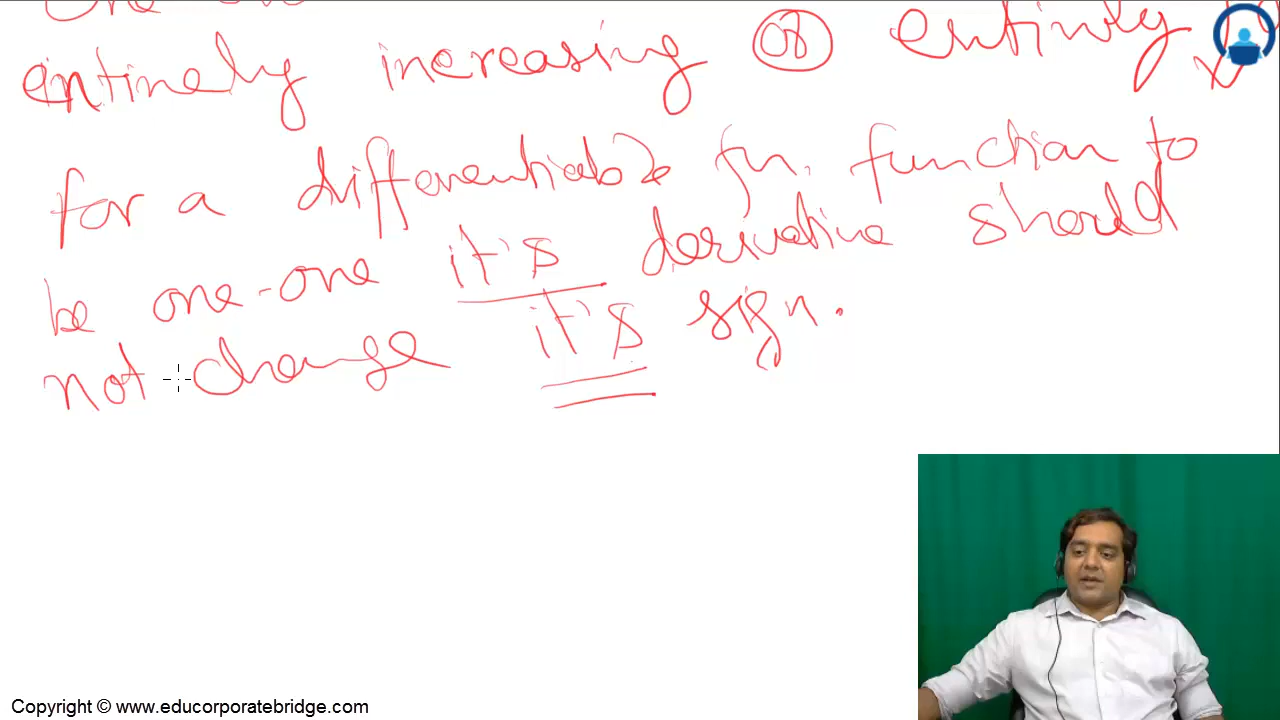 entirely increasing or entirely
for a differentiable fn. function to
be one-one it's derivative should
not change it's sign.
Copyright © www.educorporatebridge.com